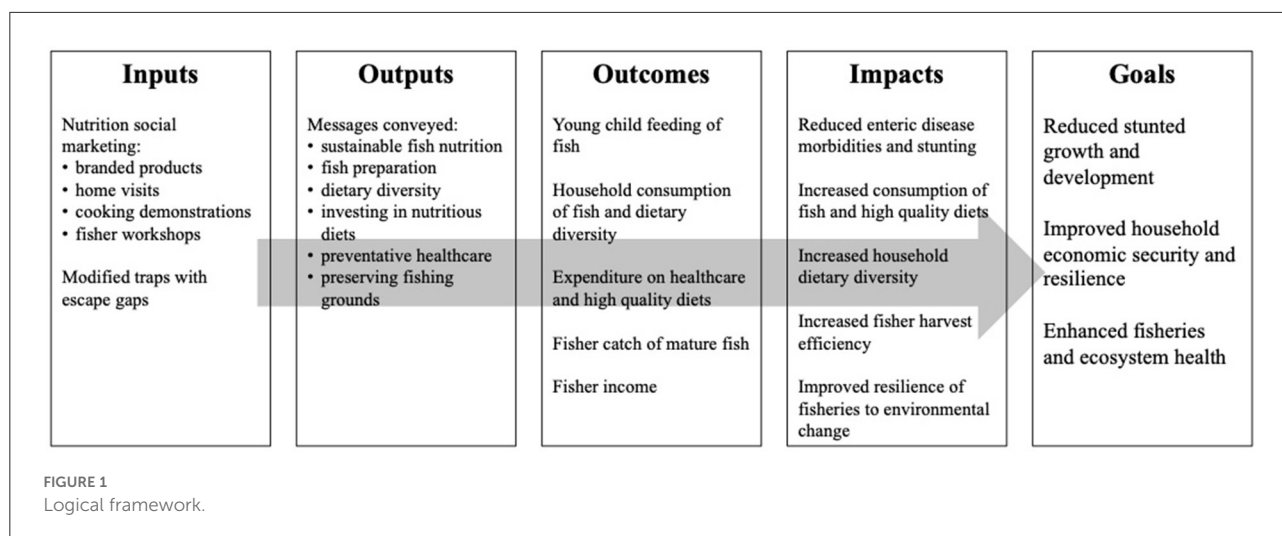 Inputs
Nutrition social
marketing:
• branded products
• home visits
• cooking demonstrations
• fisher workshops
Modified traps with
escape gaps
Outputs
Messages conveyed:
• sustainable fish nutrition
• fish preparation
• dietary diversity
• investing in nutritious
diets
• preventative healthcare
• preserving fishing
grounds
Outcomes
Young child feeding of
fish
Household consumption
of fish and dietary
diversity
Expenditure on healthcare
and high quality diets
Fisher catch of mature fish
Fisher income
Impacts
Reduced enteric disease
morbidities and stunting
Increased consumption of
fish and high quality diets
Increased household
dietary diversity
Increased fisher harvest
efficiency
Improved resilience of
fisheries to environmental
change
Goals
Reduced stunted
growth and
development
Improved household
economic security and
resilience
Enhanced fisheries
and ecosystem health
FIGURE 1
Logical framework.